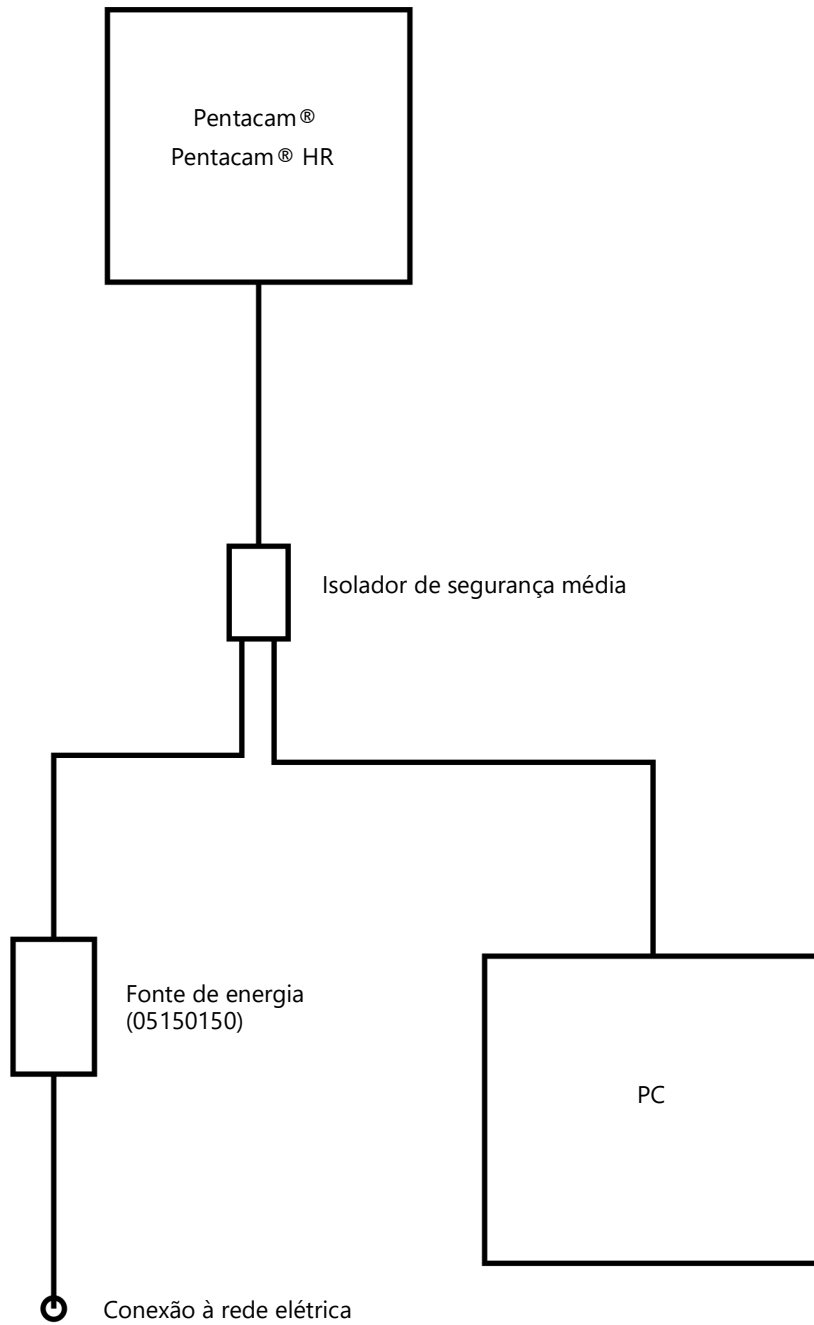 Pentacam®
Pentacam® HR
Isolador de segurança média
Fonte de energia
(05150150)
PC
Conexão à rede elétrica